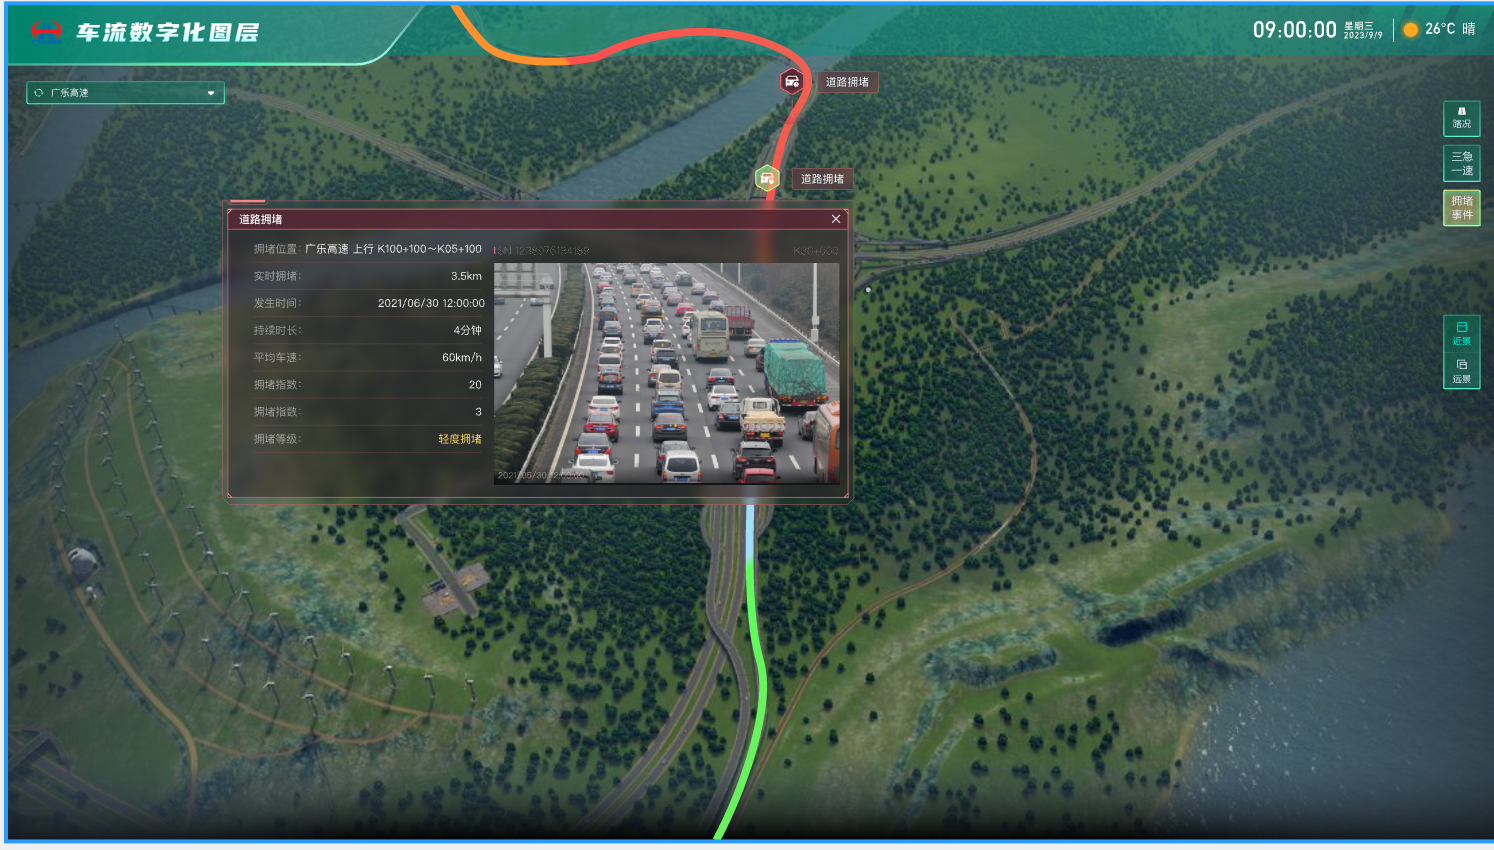 车流数字化图层
09:00:00
星期三
2023/9/9
26°C 晴
广乐高速
道路拥堵
道路拥堵
路况
三急
一速
拥堵
事件
道路拥堵
拥堵位置: 广乐高速 上行 K100+100～K05+100
实时拥堵: 3.5km
发生时间: 2021/06/30 12:00:00
持续时长: 4分钟
平均车速: 60km/h
拥堵指数: 20
拥堵指数: 3
拥堵等级: 轻度拥堵
近景
远景